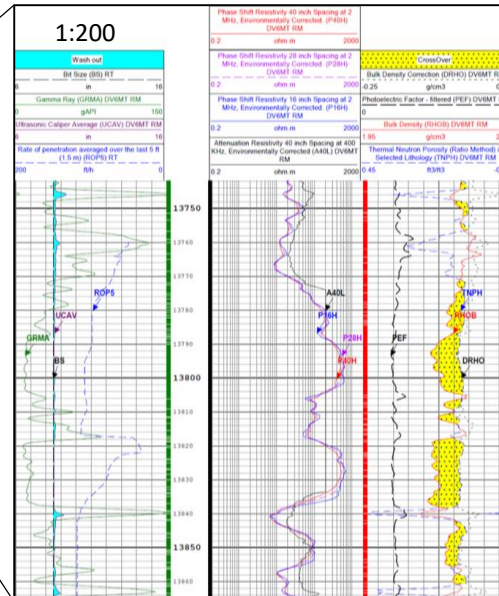 1:200
Wash out
Bit Size (BS) RT
6 in 16
Gamma Ray (GRMA) DV6MT RM
0 gAPI 150
Ultrasonic Caliper Average (UCAV) DV6MT RM
6 in 16
Rate of penetration averaged over the last 5 ft
(1.5 m) (ROP5) RT
200 ft/h 0
Phase Shift Resistivity 40 inch Spacing at 2
MHz, Environmentally Corrected. (P40H)
DV6MT RM
0.2 ohm.m 2000
Phase Shift Resistivity 28 inch Spacing at 2
MHz, Environmentally Corrected (P28H)
DV6MT RM
0.2 ohm.m 2000
Phase Shift Resistivity 16 inch Spacing at 2
MHz, Environmentally Corrected (P16H)
DV6MT RM
0.2 ohm.m 2000
Attenuation Resistivity 40 inch Spacing at 400
KHz, Environmentally Corrected (A40L) DV6MT
RM
0.2 ohm.m 2000
CrossOver
Bulk Density Correction (DRHO) DV6MT R
-0.25 g/cm3
Photoelectric Factor - filtered (PEF) DV6MT
0
Bulk Density (RHOB) DV6MT RM
1.95 g/cm3
Thermal Neutron Porosity (Ratio Method)
Selected Lithology (TNPH) DV6MT RM
0.45 ft3/ft3
13750
13760
13770
13780
13790
13800
13810
13820
13830
13840
13850
13860
ROP5
UCAV
GRMA
BS
A40L
P16H
P28H
P40H
TNPH
RHOB
PEF
DRHO